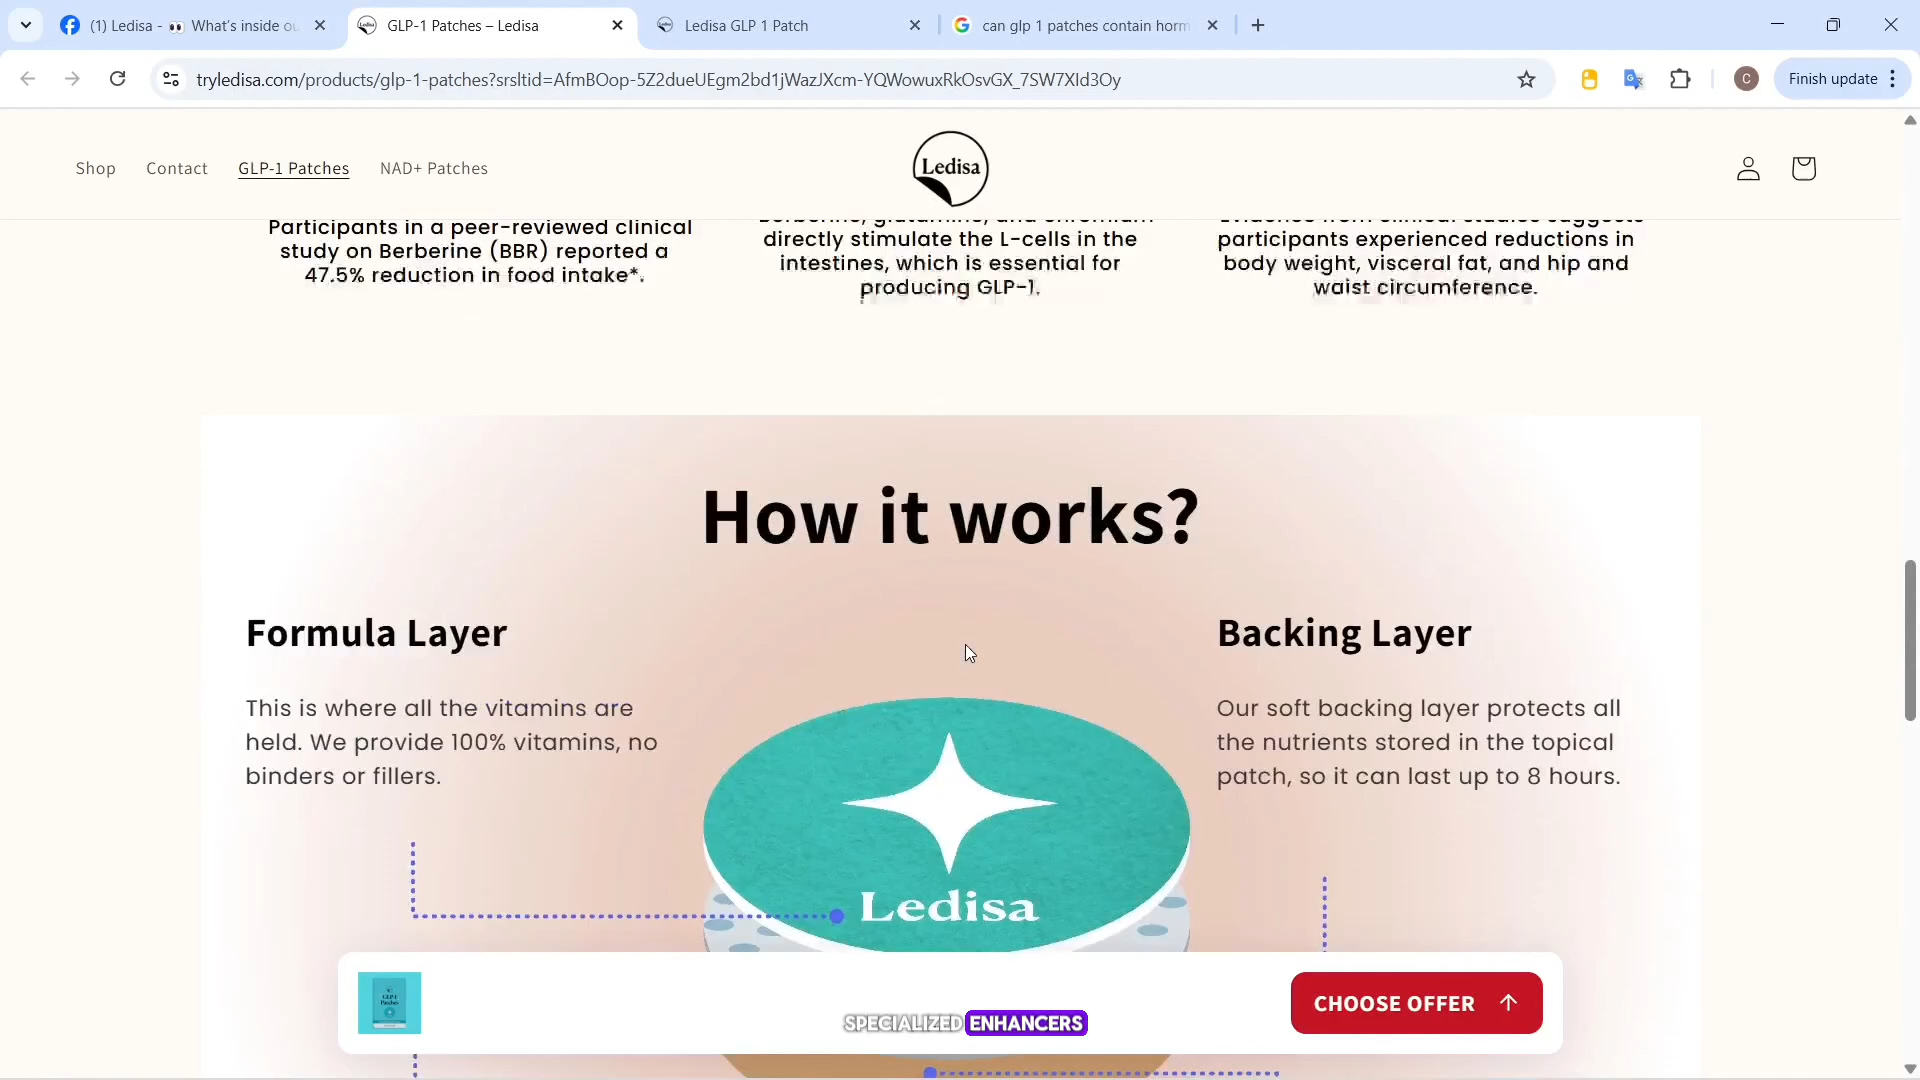 (1) Ledisa - 👀 What's inside ou
GLP-1 Patches – Ledisa
Ledisa GLP 1 Patch
can glp 1 patches contain horm
tryledisa.com/products/glp-1-patches?srsltid=AfmBOop-5Z2dueUEgm2bd1jWazJXcm-YQWowuxRkOsvGX_7SW7XId3Oy
C
Finish update
Shop
Contact
GLP-1 Patches
NAD+ Patches
Ledisa
Participants in a peer-reviewed clinical
study on Berberine (BBR) reported a
47.5% reduction in food intake*.
Berberine, glutamine, and chromium
directly stimulate the L-cells in the
intestines, which is essential for
producing GLP-1.
Evidence from clinical studies suggests
participants experienced reductions in
body weight, visceral fat, and hip and
waist circumference.
How it works?
Formula Layer
This is where all the vitamins are
held. We provide 100% vitamins, no
binders or fillers.
Backing Layer
Our soft backing layer protects all
the nutrients stored in the topical
patch, so it can last up to 8 hours.
Ledisa
GLP-1
Patches
CHOOSE OFFER
SPECIALIZED ENHANCERS